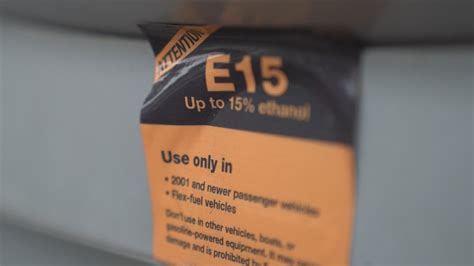 ATTENTION
E15
Up to 15% ethanol
Use only in
• 2001 and newer passenger vehicles
• Flex-fuel vehicles
Don't use in other vehicles, boats, or
gasoline-powered equipment. It may
damage and is prohibited by